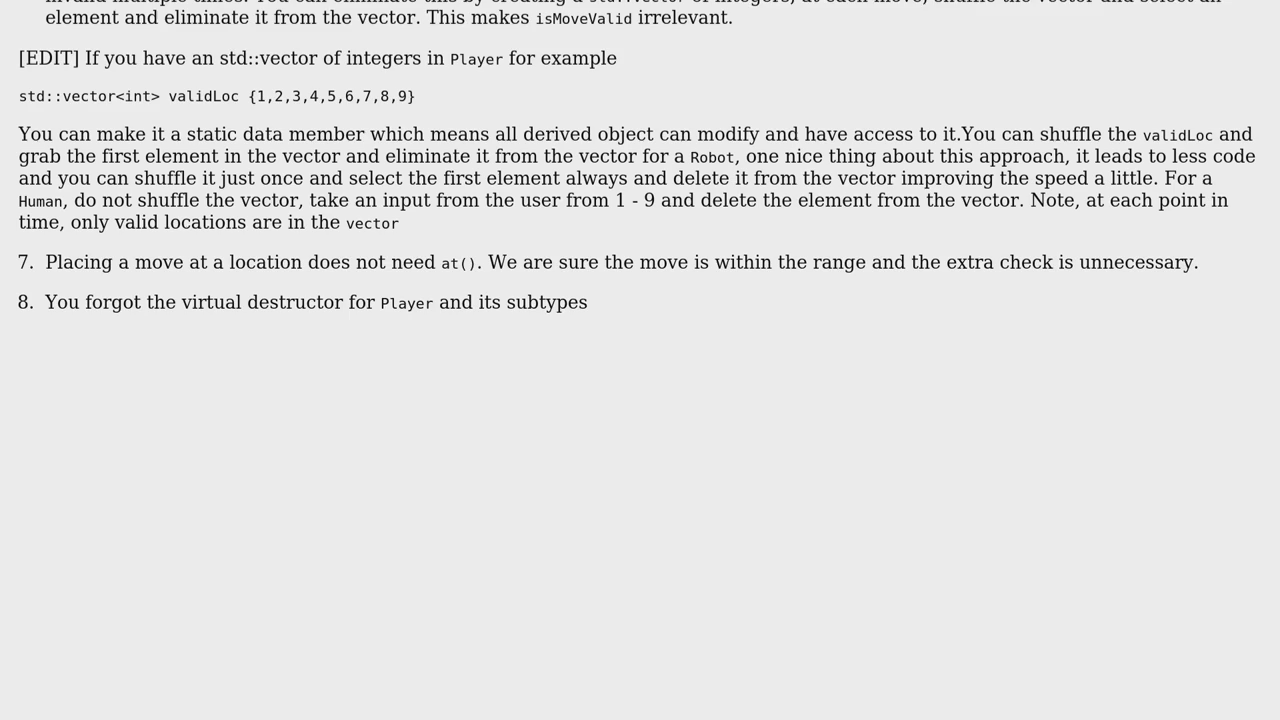 element and eliminate it from the vector. This makes isMoveValid irrelevant.
[EDIT] If you have an std::vector of integers in Player for example
std::vector<int> validLoc {1,2,3,4,5,6,7,8,9}
You can make it a static data member which means all derived object can modify and have access to it.You can shuffle the validLoc and
grab the first element in the vector and eliminate it from the vector for a Robot, one nice thing about this approach, it leads to less code
and you can shuffle it just once and select the first element always and delete it from the vector improving the speed a little. For a
Human, do not shuffle the vector, take an input from the user from 1 - 9 and delete the element from the vector. Note, at each point in
time, only valid locations are in the vector
7. Placing a move at a location does not need at(). We are sure the move is within the range and the extra check is unnecessary.
8. You forgot the virtual destructor for Player and its subtypes